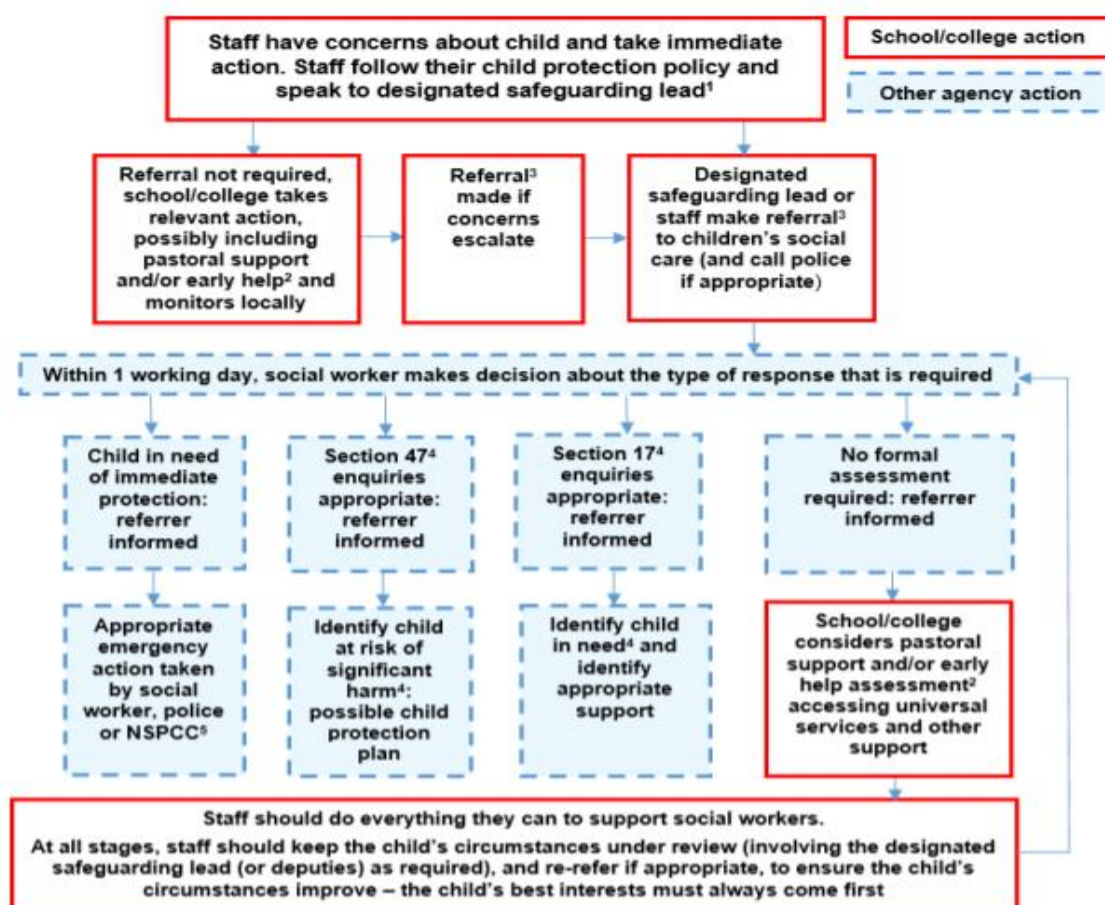 Staff have concerns about child and take immediate
action. Staff follow their child protection policy and
speak to designated safeguarding lead¹
School/college action
Other agency action
Referral not required,
school/college takes
relevant action,
possibly including
pastoral support
and/or early help² and
monitors locally
Referral³
made if
concerns
escalate
Designated
safeguarding lead or
staff make referral³
to children's social
care (and call police
if appropriate)
Within 1 working day, social worker makes decision about the type of response that is required
Child in need
of immediate
protection:
referrer
informed
Section 47⁴
enquiries
appropriate:
referrer
informed
Section 17⁴
enquiries
appropriate:
referrer
informed
No formal
assessment
required: referrer
informed
Appropriate
emergency
action taken
by social
worker, police
or NSPCC⁵
Identify child
at risk of
significant
harm⁴:
possible child
protection
plan
Identify child
in need⁴ and
identify
appropriate
support
School/college
considers pastoral
support and/or early
help assessment²
accessing universal
services and other
support
Staff should do everything they can to support social workers.
At all stages, staff should keep the child's circumstances under review (involving the designated
safeguarding lead (or deputies) as required), and re-refer if appropriate, to ensure the child's
circumstances improve – the child's best interests must always come first